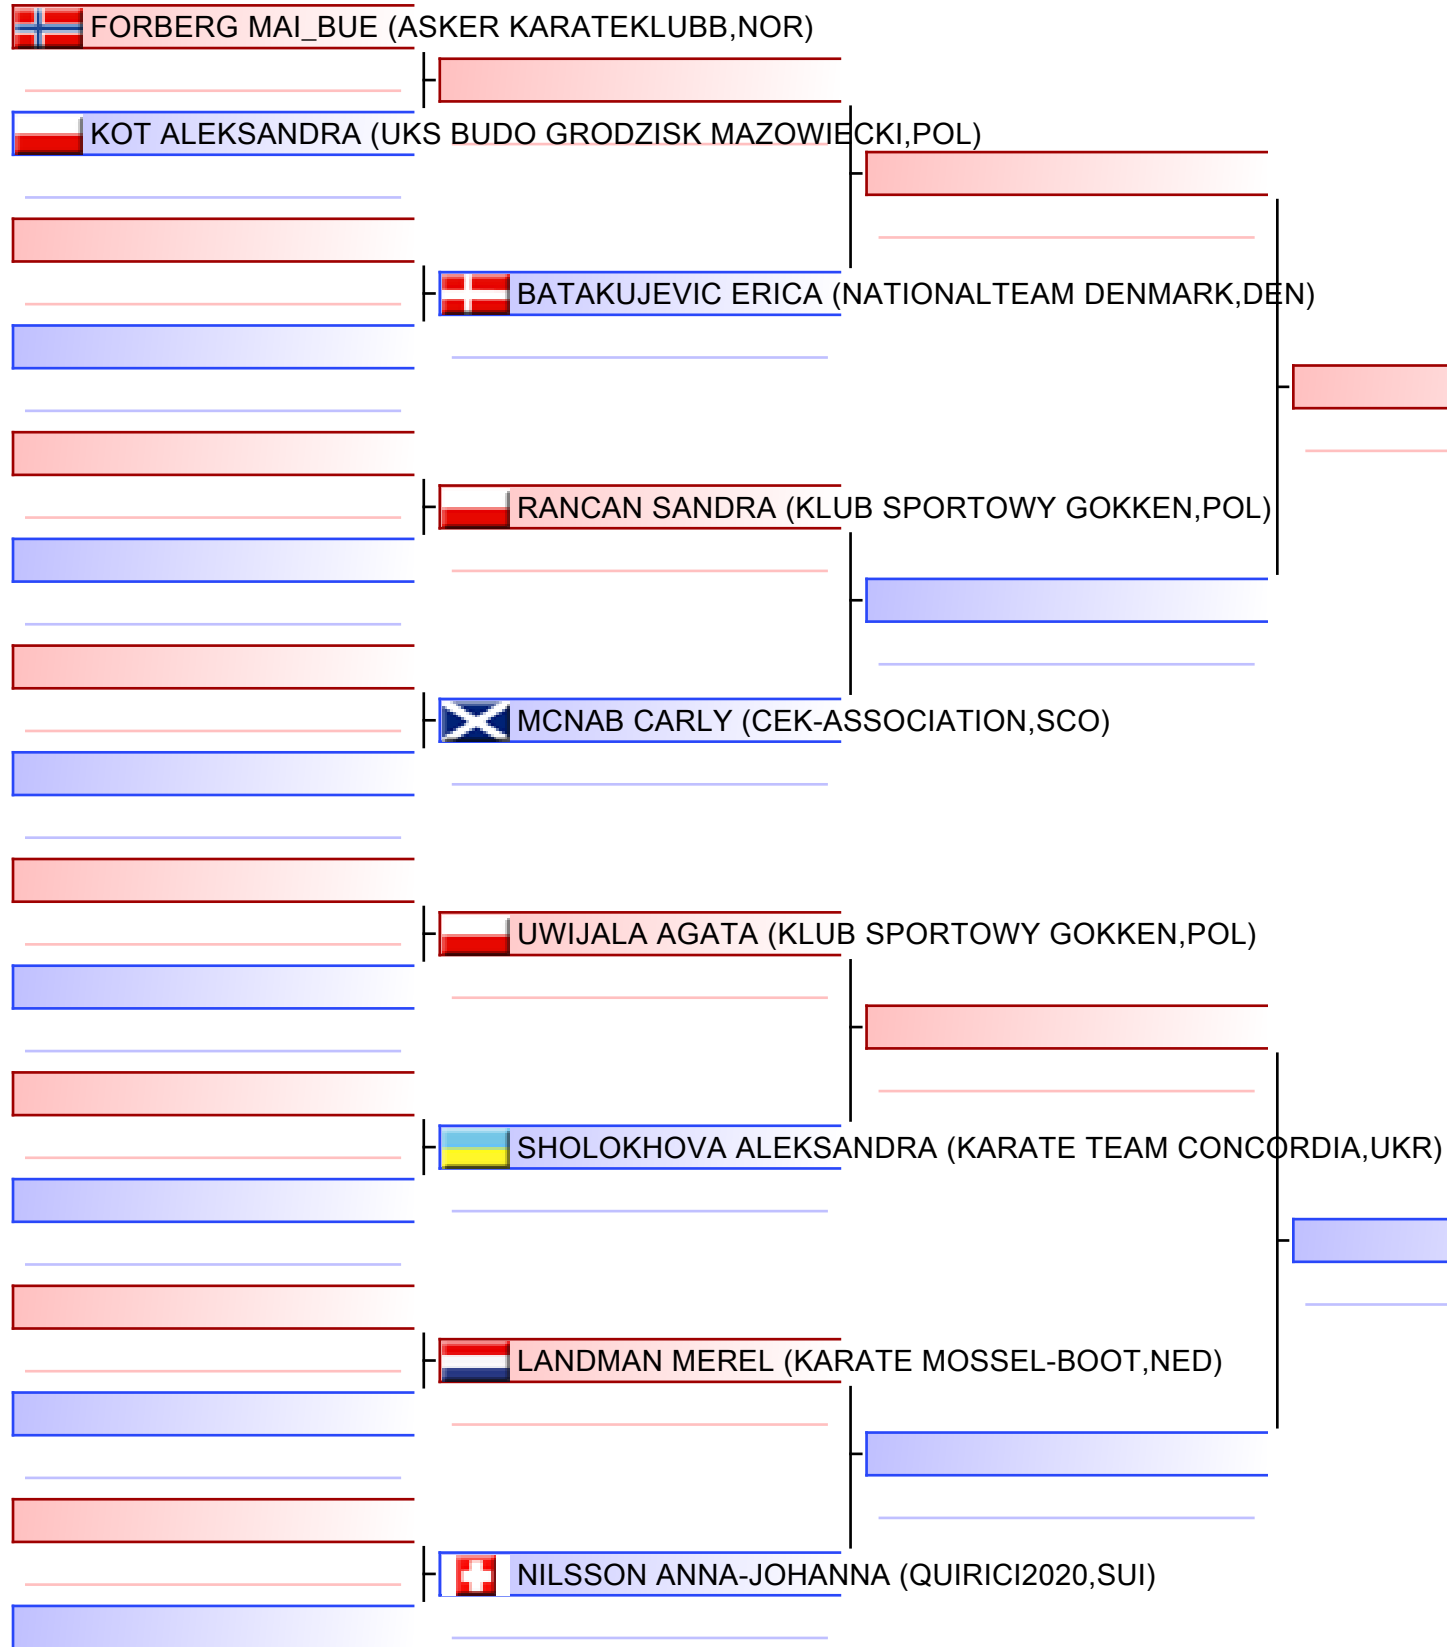 FORBERG MAI_BUE (ASKER KARATEKLUBB,NOR)
KOT ALEKSANDRA (UKS BUDO GRODZISK MAZOWIECKI,POL)
BATAKUJEVIC ERICA (NATIONALTEAM DENMARK,DEN)
RANCAN SANDRA (KLUB SPORTOWY GOKKEN,POL)
MCNAB CARLY (CEK-ASSOCIATION,SCO)
UWIJALA AGATA (KLUB SPORTOWY GOKKEN,POL)
SHOLOKHOVA ALEKSANDRA (KARATE TEAM CONCORDIA,UKR)
LANDMAN MEREL (KARATE MOSSEL-BOOT,NED)
NILSSON ANNA-JOHANNA (QUIRICI2020,SUI)